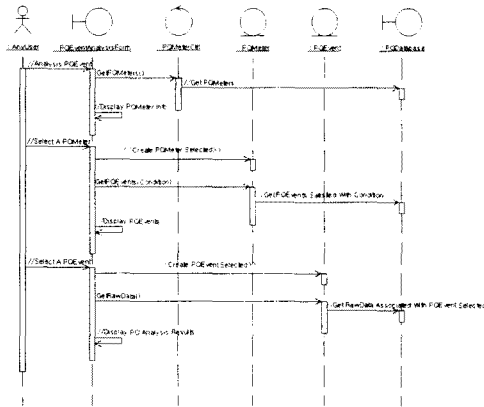 : AnyUser
: PQEventAnalysisForm
: PQMeterCtrl
: PQMeter
: PQEvent
: PQDatabase
//Analysis PQEvent
GetPQMeters()
//Get PQMeters
//Display PQMeter Info
//Select A PQMeter
//Create PQMeter Selected()
GetPQEvents(Condition)
//Get PQEvents Satisfied With Condition
//Display PQEvents
//Select A PQEvent
//Create PQEvent Selected()
GetRawData()
//Get RawData Associated With PQEvent Selected
//Display PQ Analysis Results